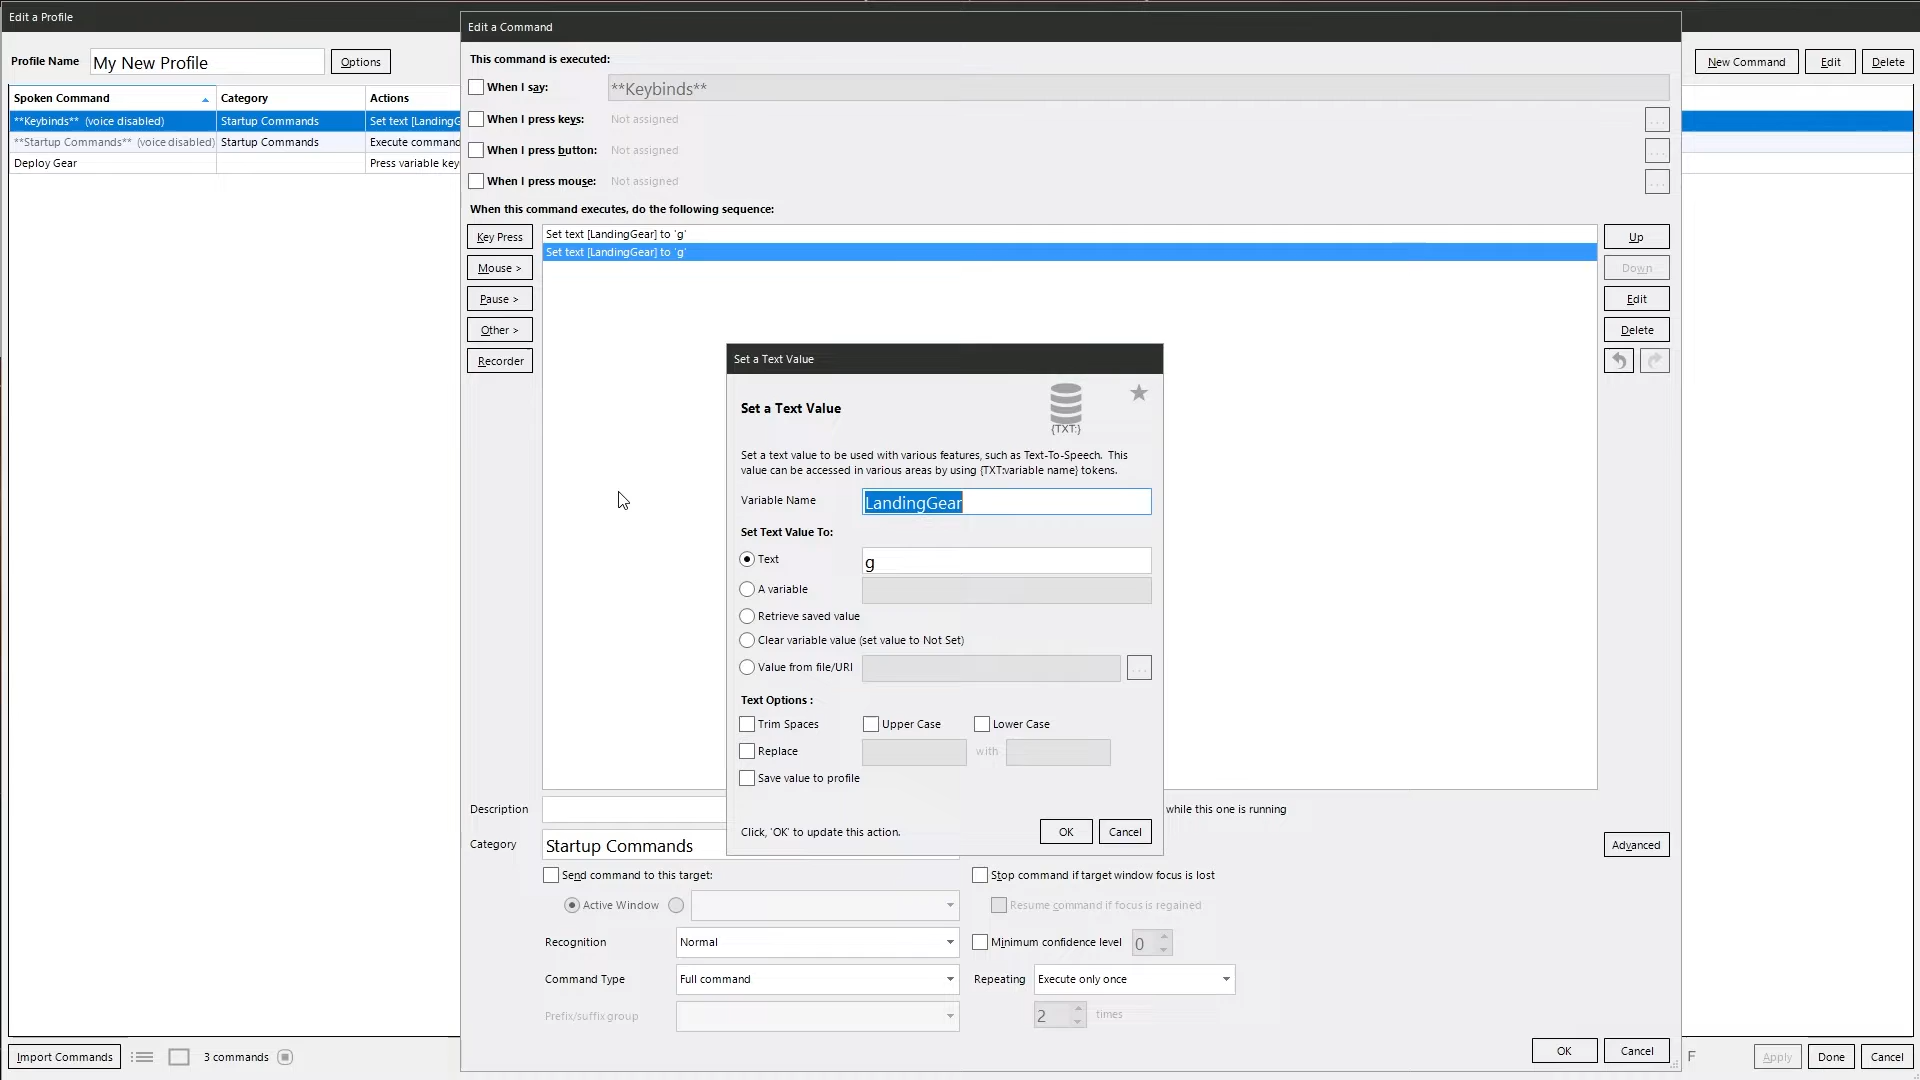 Edit a Profile
Edit a Command
Profile Name My New Profile Options
New Command Edit Delete
Spoken Command Category Actions
**Keybinds** (voice disabled) Startup Commands Set text [LandingG
**Startup Commands** (voice disabled) Startup Commands Execute command
Deploy Gear Press variable key
This command is executed:
When I say: **Keybinds**
When I press keys: Not assigned ...
When I press button: Not assigned ...
When I press mouse: Not assigned ...
When this command executes, do the following sequence:
Key Press
Mouse >
Pause >
Other >
Recorder
Set text [LandingGear] to 'g'
Set text [LandingGear] to 'g'
Up
Down
Edit
Delete
Set a Text Value
Set a Text Value
{TXT:}
Set a text value to be used with various features, such as Text-To-Speech. This
value can be accessed in various areas by using {TXT:variable name} tokens.
Variable Name LandingGear
Set Text Value To:
Text g
A variable
Retrieve saved value
Clear variable value (set value to Not Set)
Value from file/URI ...
Text Options :
Trim Spaces Upper Case Lower Case
Replace with
Save value to profile
Click, 'OK' to update this action. OK Cancel
Description while this one is running
Category Startup Commands Advanced
Send command to this target: Stop command if target window focus is lost
Active Window Resume command if focus is regained
Recognition Normal Minimum confidence level 0
Command Type Full command Repeating Execute only once
Prefix/suffix group 2 times
OK Cancel
Import Commands 3 commands F Apply Done Cancel